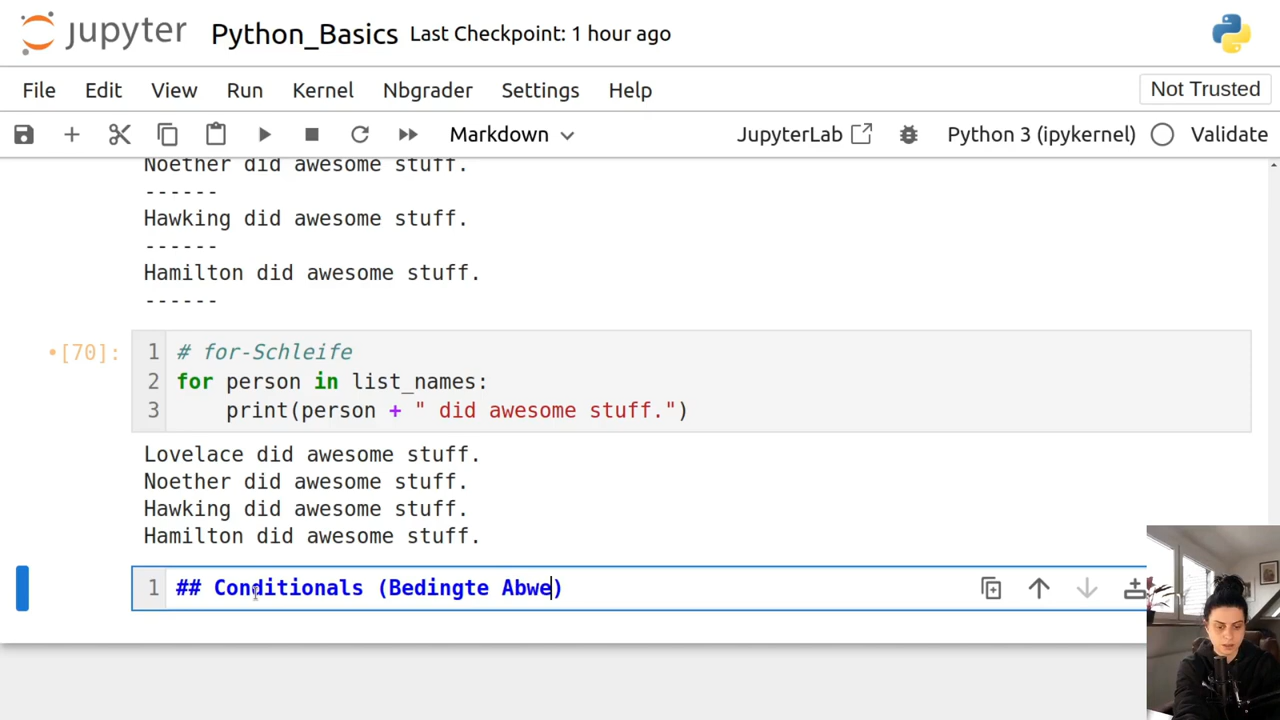 jupyter Python_Basics Last Checkpoint: 1 hour ago
File Edit View Run Kernel Nbgrader Settings Help Not Trusted
Markdown JupyterLab Python 3 (ipykernel) Validate
Noether did awesome stuff.
------
Hawking did awesome stuff.
------
Hamilton did awesome stuff.
------
[70]: 1 # for-Schleife
2 for person in list_names:
3 print(person + " did awesome stuff.")
Lovelace did awesome stuff.
Noether did awesome stuff.
Hawking did awesome stuff.
Hamilton did awesome stuff.
1 ## Conditionals (Bedingte Abwe)